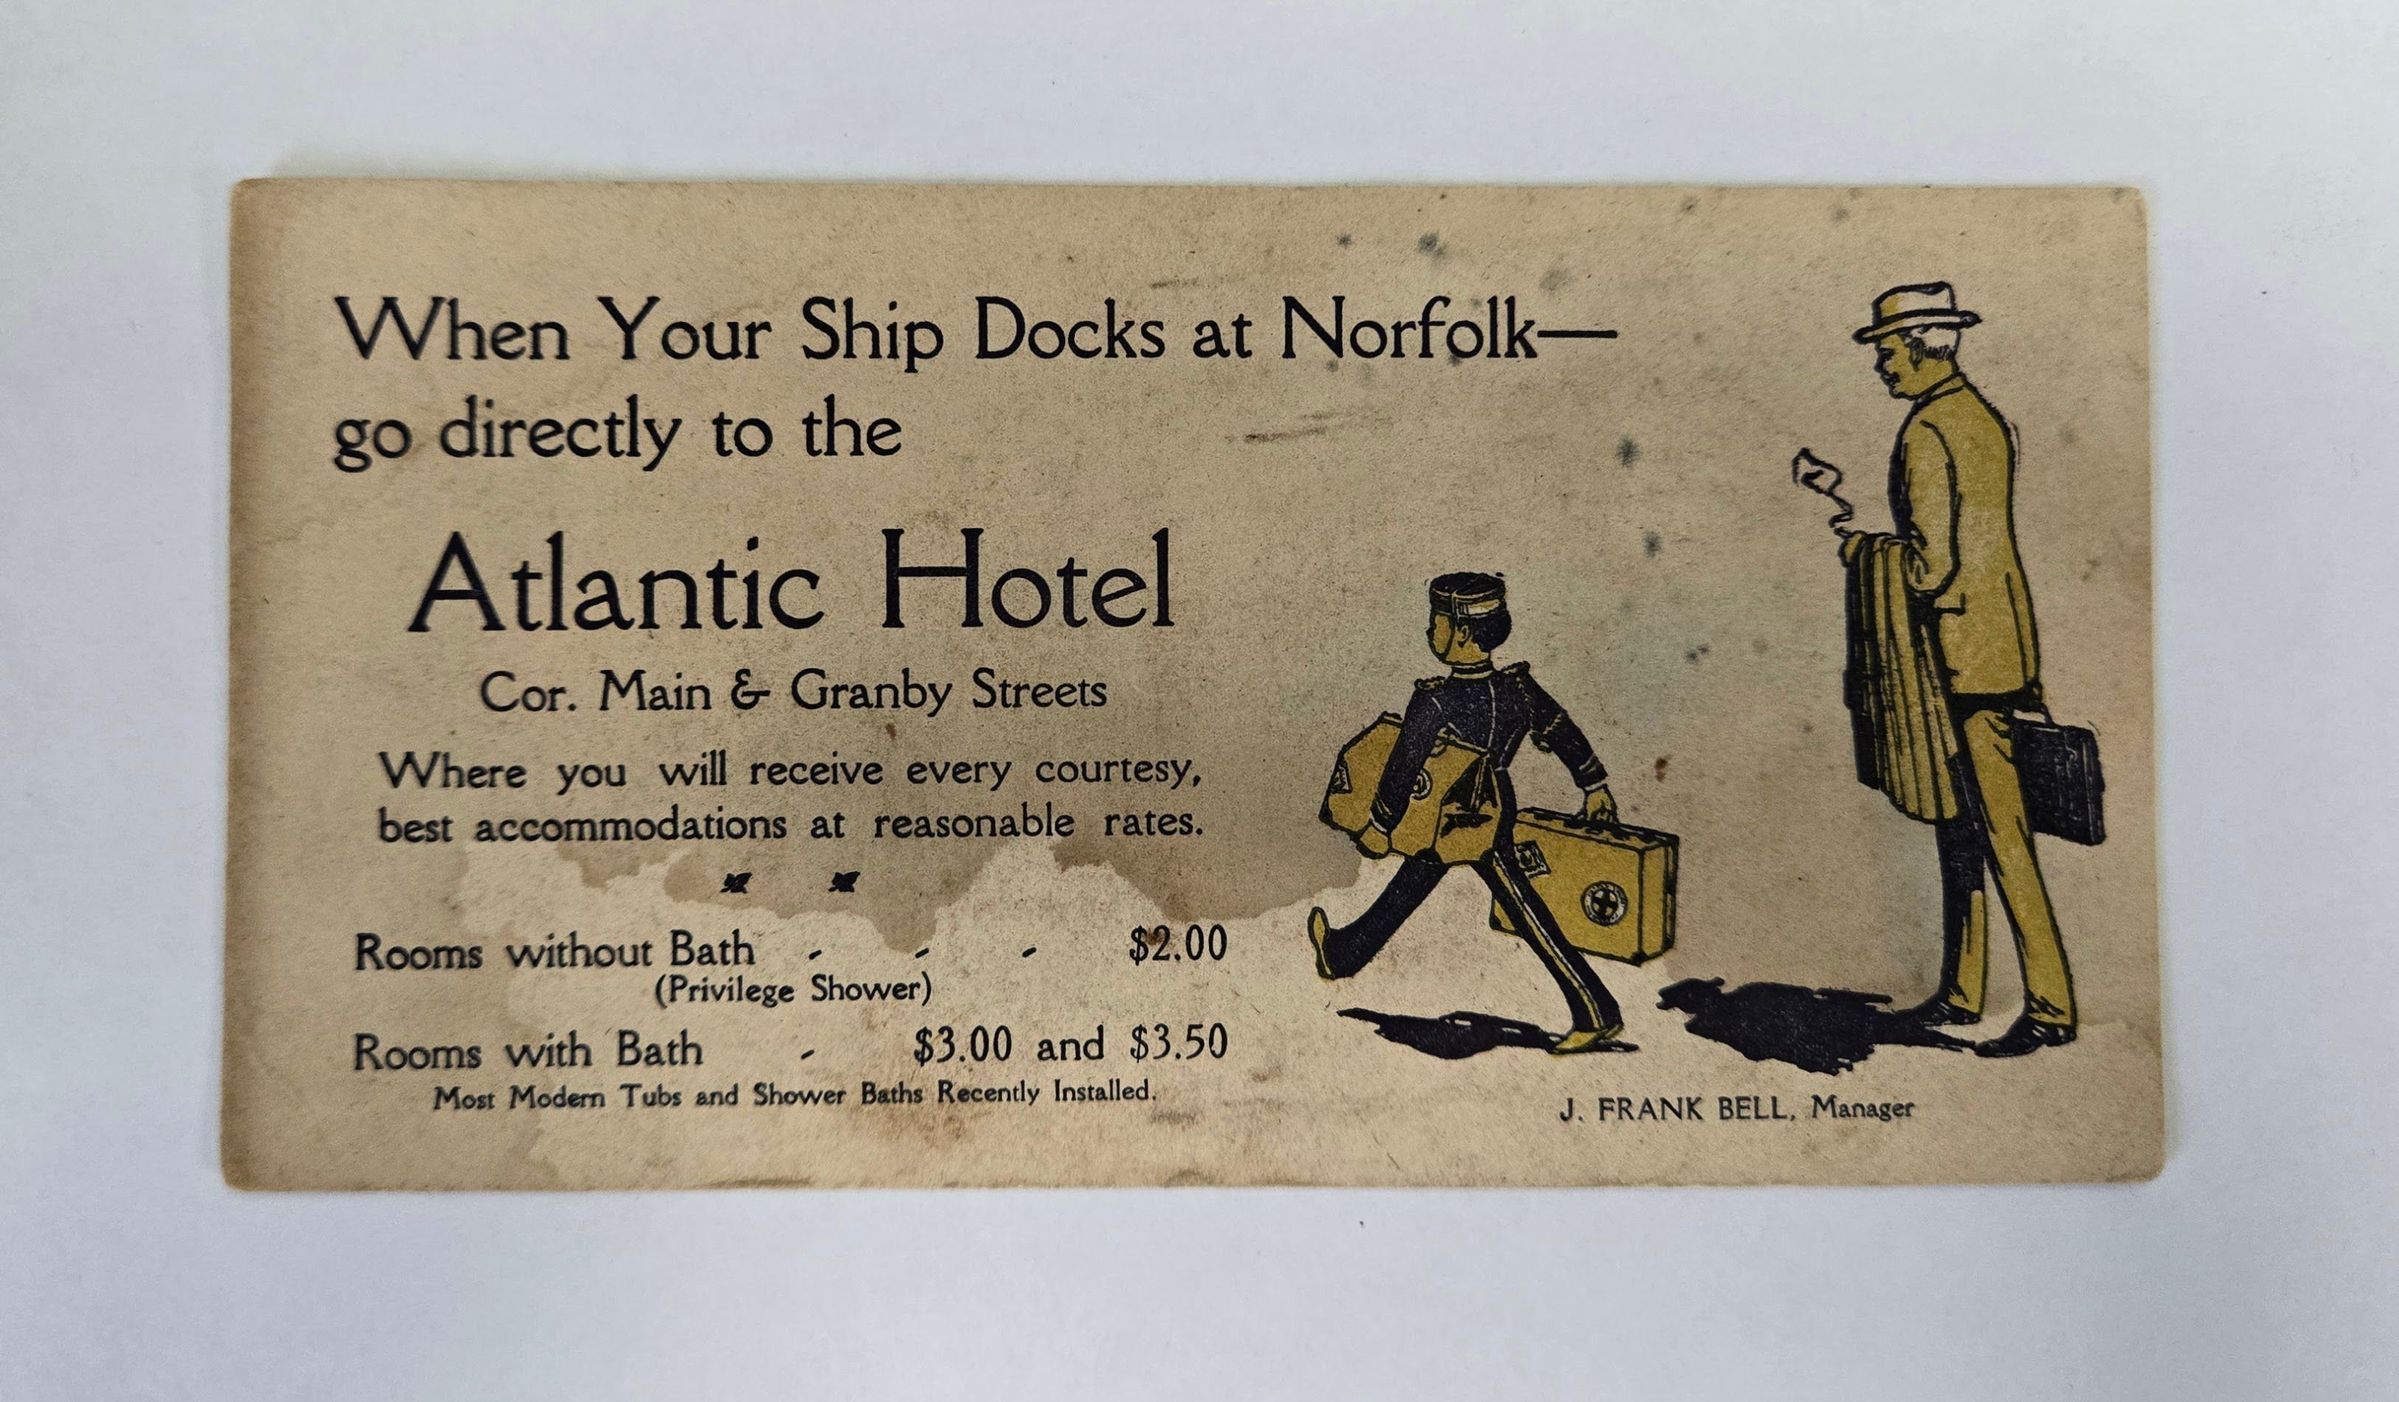 When Your Ship Docks at Norfolk—
go directly to the
Atlantic Hotel
Cor. Main & Granby Streets
Where you will receive every courtesy,
best accommodations at reasonable rates.
Rooms without Bath - - - $2.00
(Privilege Shower)
Rooms with Bath - $3.00 and $3.50
Most Modern Tubs and Shower Baths Recently Installed.
J. FRANK BELL, Manager